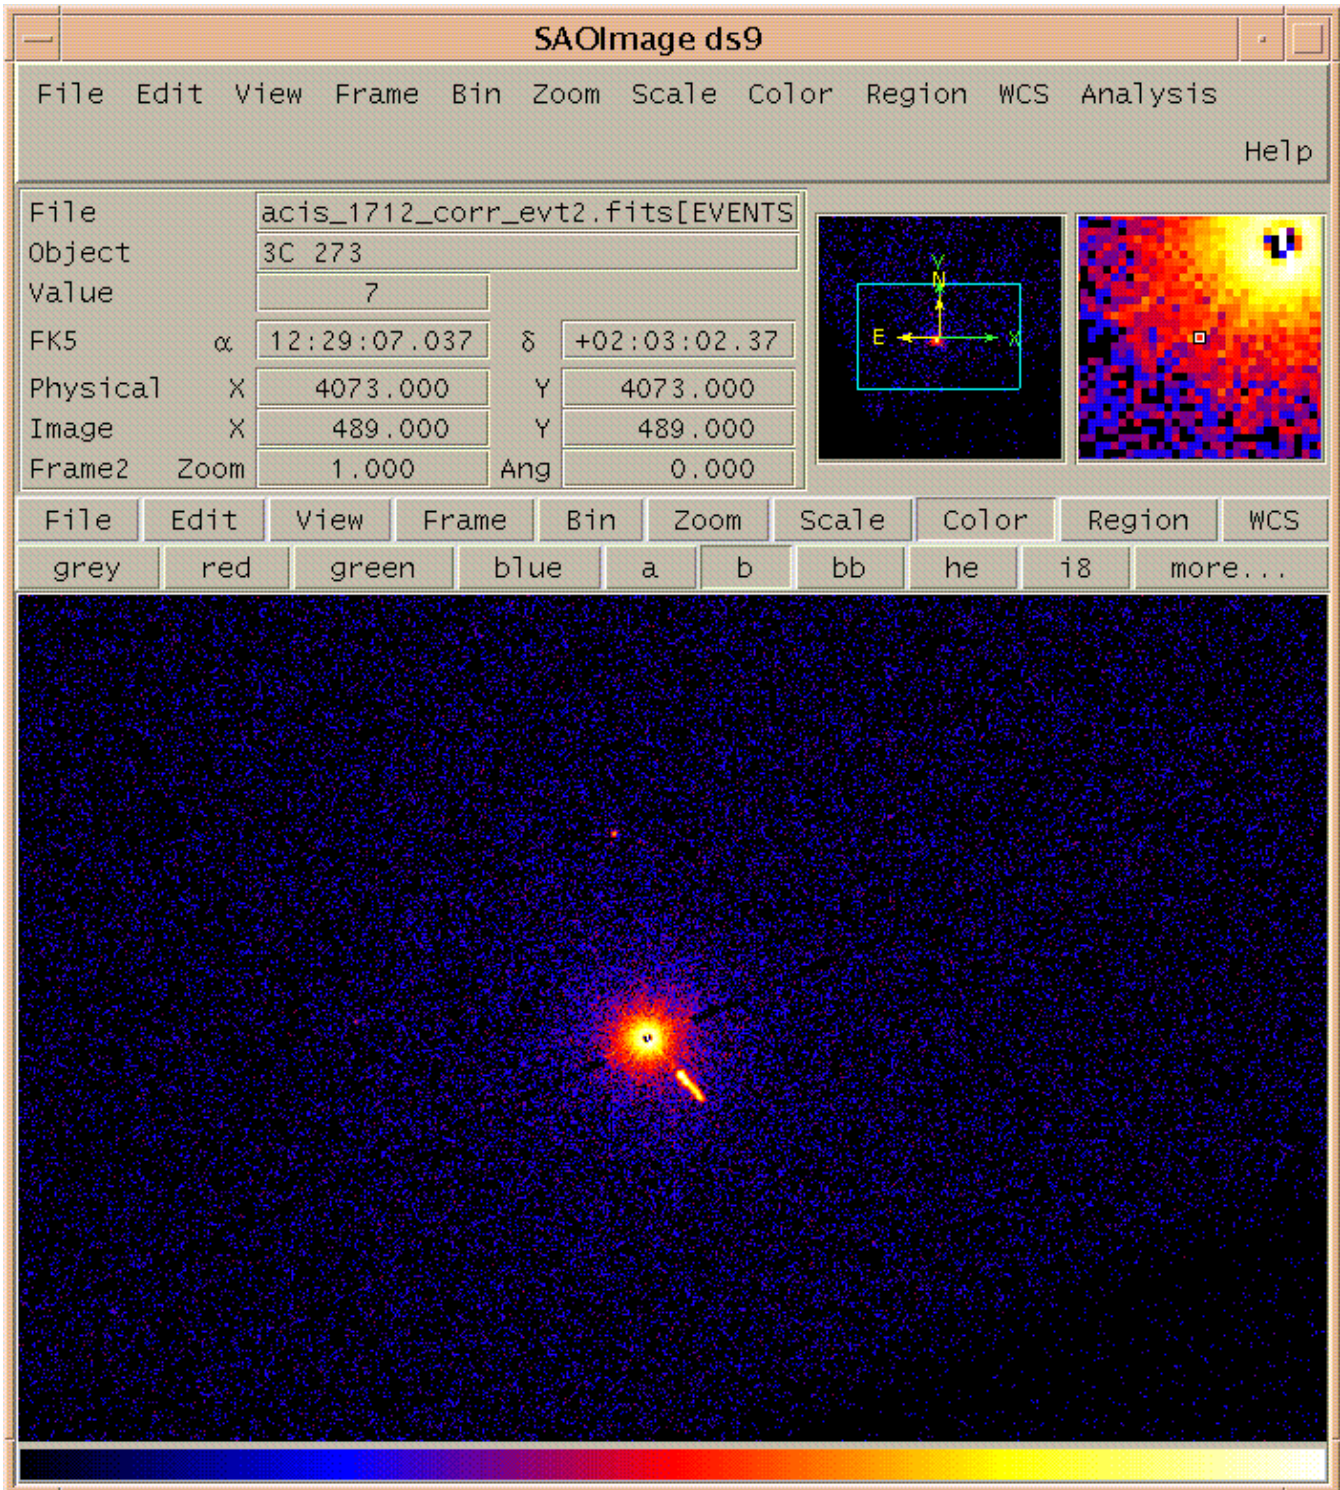 SAOImage ds9
File Edit View Frame Bin Zoom Scale Color Region WCS Analysis
Help
File acis_1712_corr_evt2.fits[EVENTS
Object 3C 273
Value 7
FK5 α 12:29:07.037 δ +02:03:02.37
Physical X 4073.000 Y 4073.000
Image X 489.000 Y 489.000
Frame2 Zoom 1.000 Ang 0.000
Y
N
E X
File Edit View Frame Bin Zoom Scale Color Region WCS
grey red green blue a b bb he i8 more...